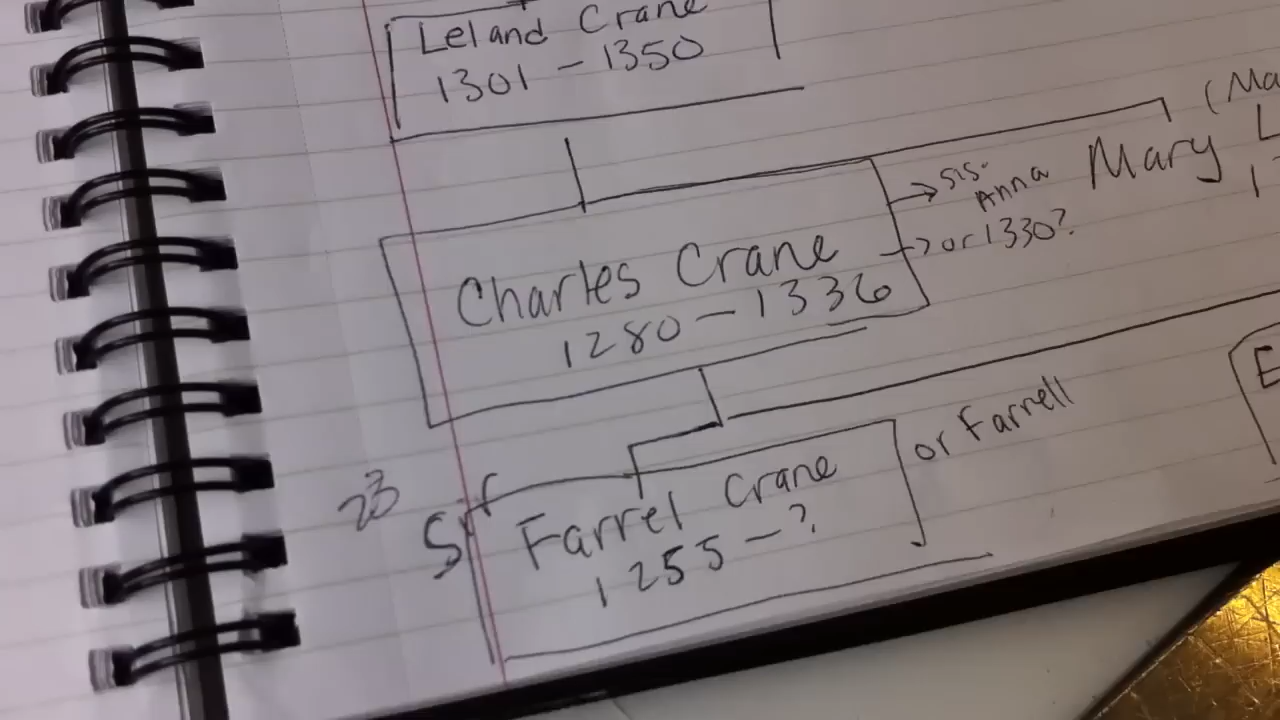 Leland Crane
1301 - 1350
(Ma
sis.
Anna
Mary
or 1330?
Charles Crane
1280 - 1336
E
or Farrell
23
Sir Farrel Crane
1255 - ?